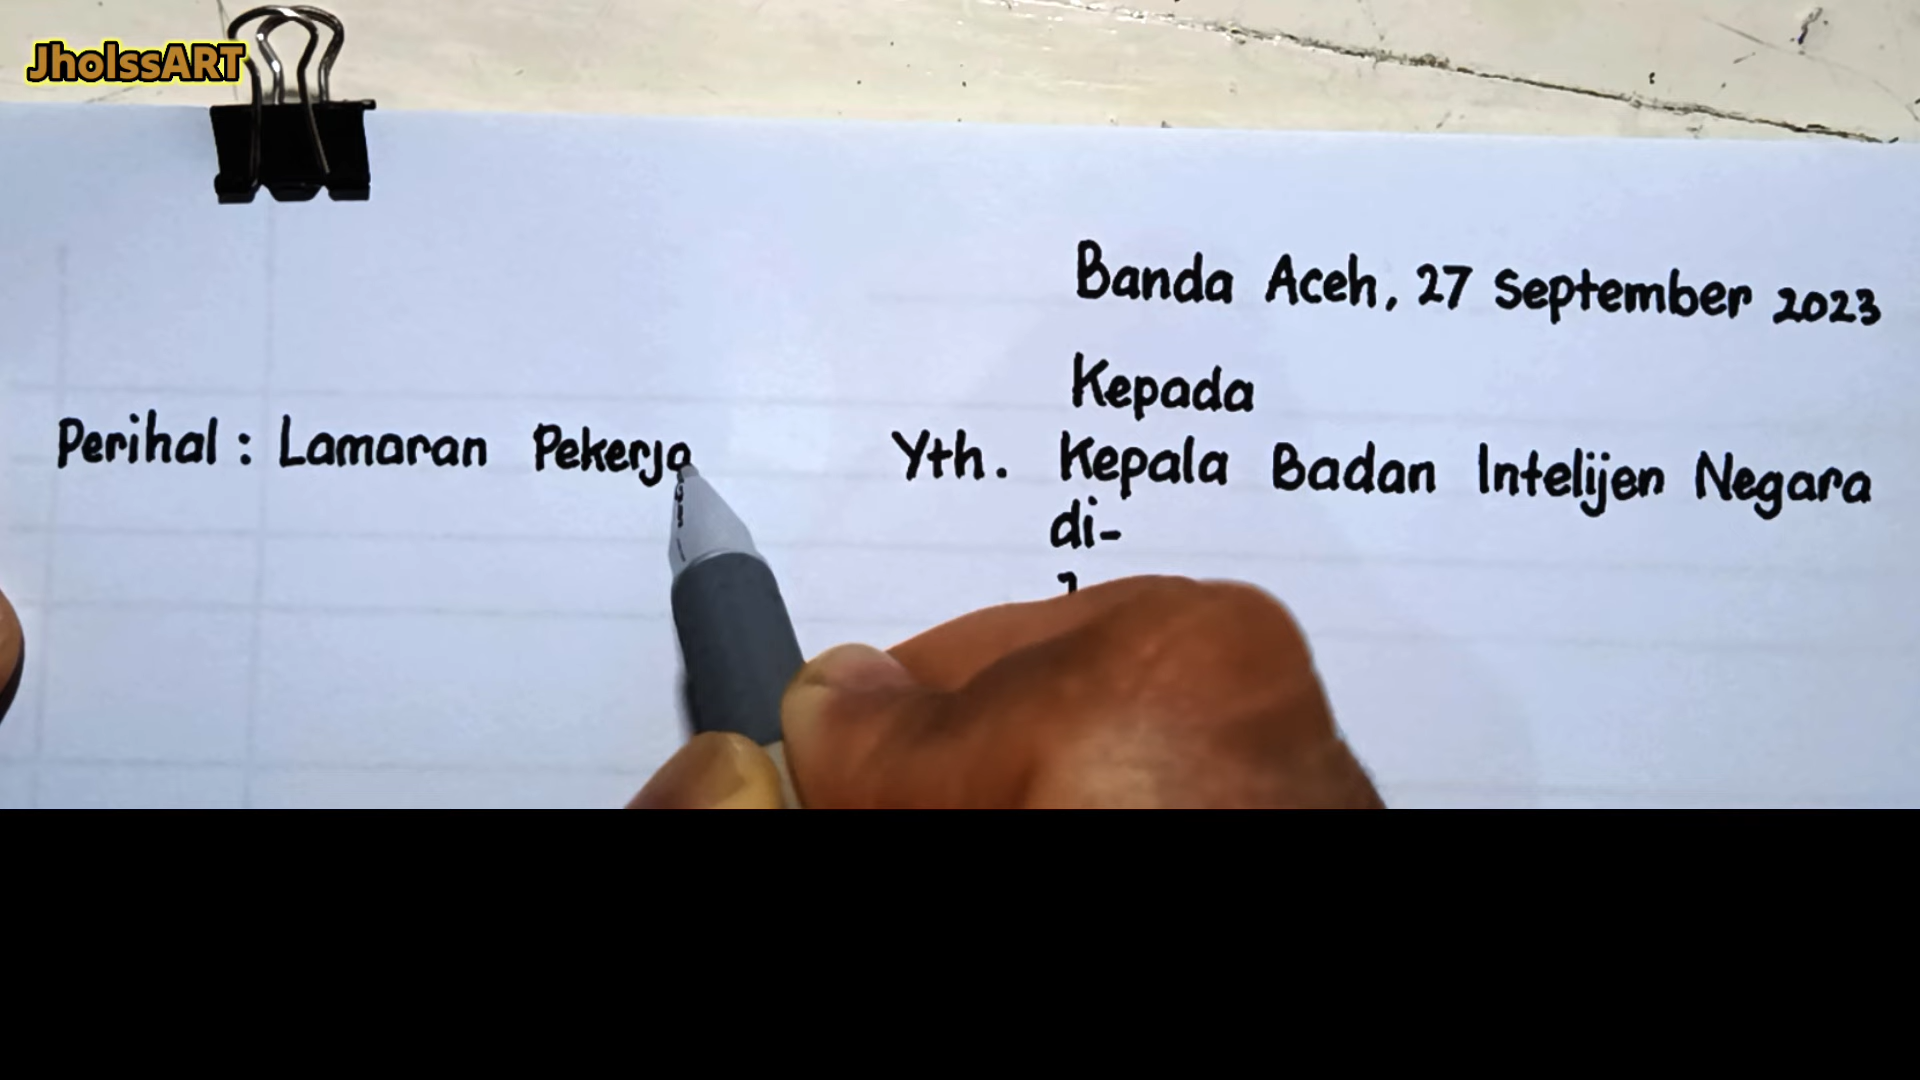 JholssART
Banda Aceh, 27 September 2023
Kepada
Perihal : Lamaran Pekerja
Yth. Kepala Badan Intelijen Negara
di-